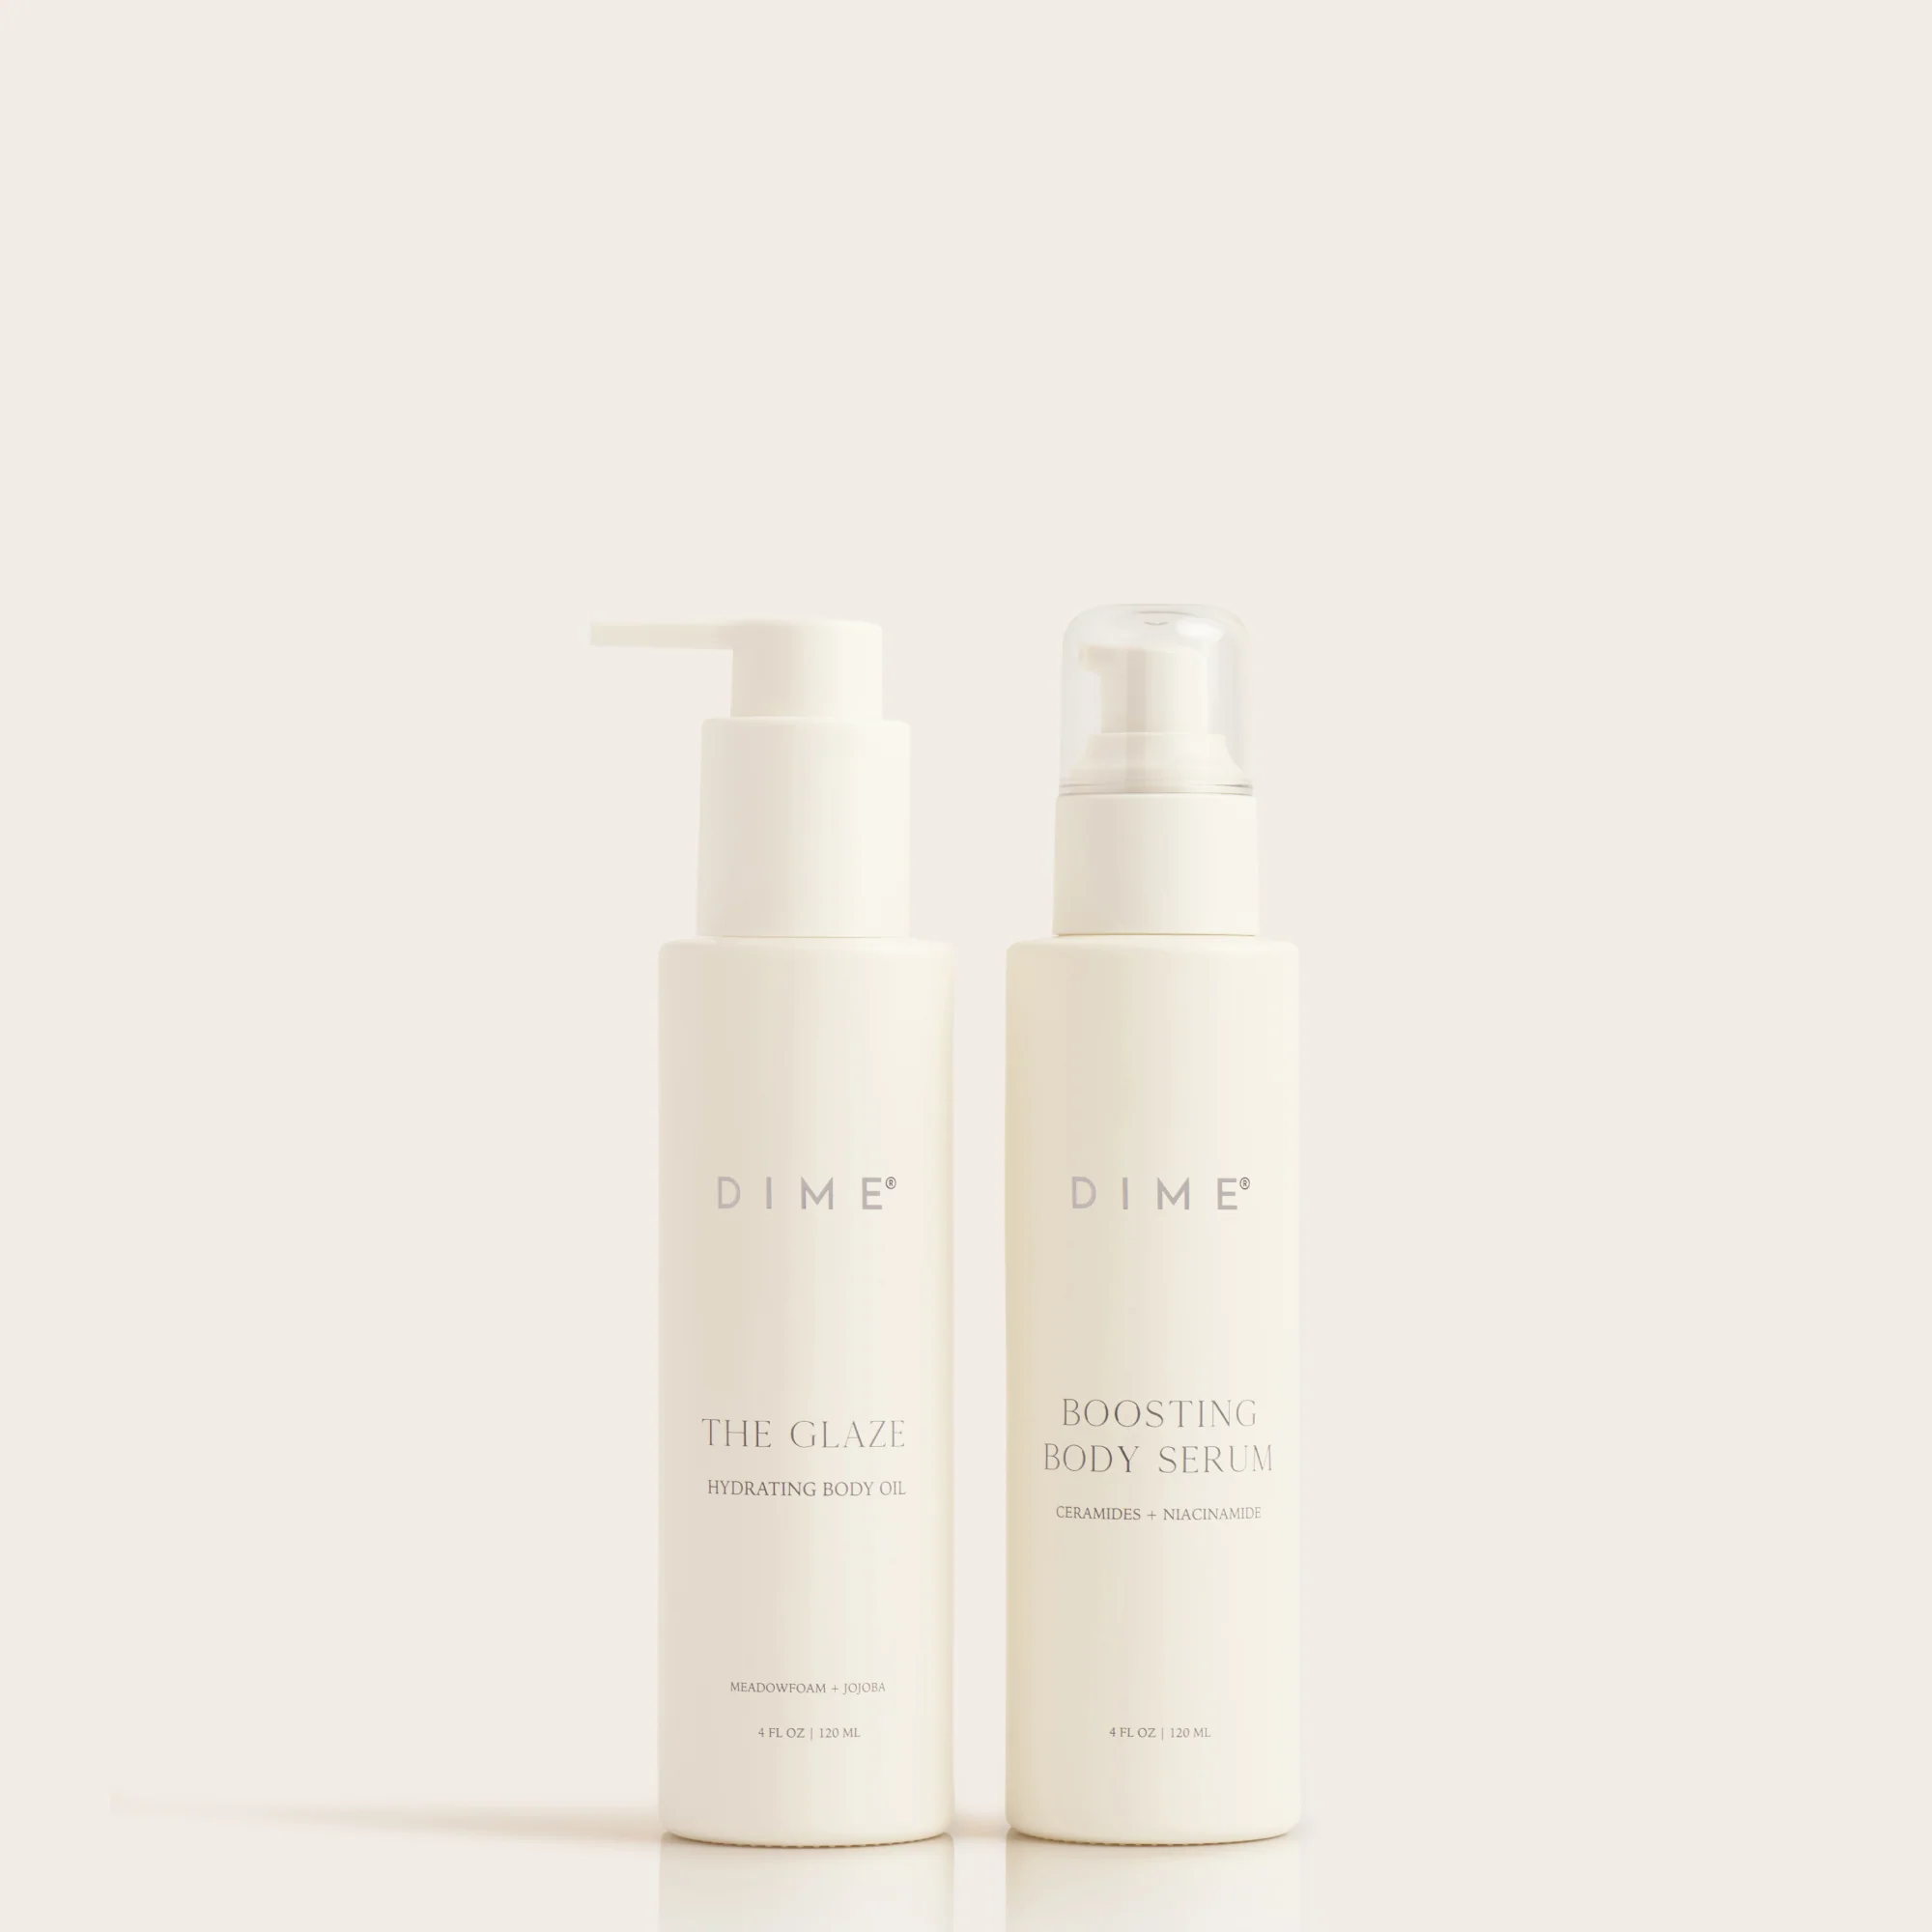 DIME®
THE GLAZE
HYDRATING BODY OIL
MEADOWFOAM + JOJOBA
4 FL OZ | 120 ML
DIME®
BOOSTING
BODY SERUM
CERAMIDES + NIACINAMIDE
4 FL OZ | 120 ML